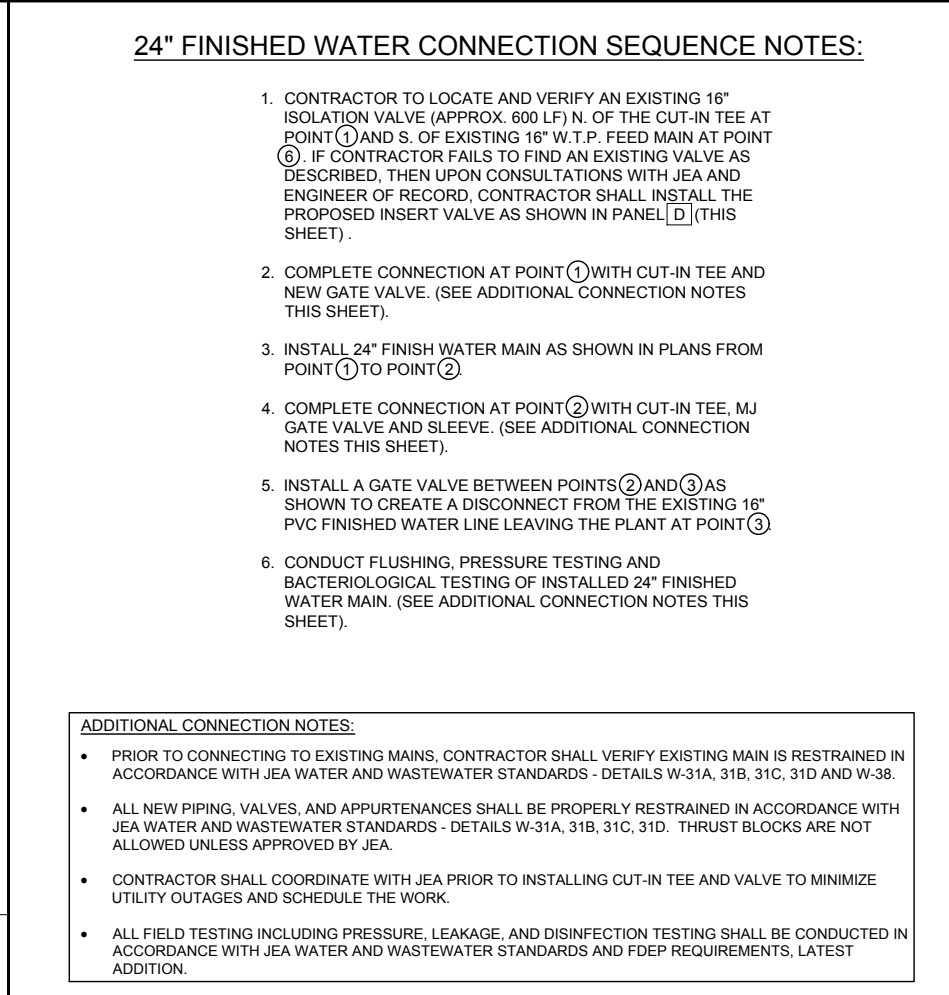 24" FINISHED WATER CONNECTION SEQUENCE NOTES:
1. CONTRACTOR TO LOCATE AND VERIFY AN EXISTING 16"
ISOLATION VALVE (APPROX. 600 LF) N. OF THE CUT-IN TEE AT
POINT 1 AND S. OF EXISTING 16" W.T.P. FEED MAIN AT POINT
6. IF CONTRACTOR FAILS TO FIND AN EXISTING VALVE AS
DESCRIBED, THEN UPON CONSULTATIONS WITH JEA AND
ENGINEER OF RECORD, CONTRACTOR SHALL INSTALL THE
PROPOSED INSERT VALVE AS SHOWN IN PANEL D (THIS
SHEET) .
2. COMPLETE CONNECTION AT POINT 1 WITH CUT-IN TEE AND
NEW GATE VALVE. (SEE ADDITIONAL CONNECTION NOTES
THIS SHEET).
3. INSTALL 24" FINISH WATER MAIN AS SHOWN IN PLANS FROM
POINT 1 TO POINT 2.
4. COMPLETE CONNECTION AT POINT 2 WITH CUT-IN TEE, MJ
GATE VALVE AND SLEEVE. (SEE ADDITIONAL CONNECTION
NOTES THIS SHEET).
5. INSTALL A GATE VALVE BETWEEN POINTS 2 AND 3 AS
SHOWN TO CREATE A DISCONNECT FROM THE EXISTING 16"
PVC FINISHED WATER LINE LEAVING THE PLANT AT POINT 3.
6. CONDUCT FLUSHING, PRESSURE TESTING AND
BACTERIOLOGICAL TESTING OF INSTALLED 24" FINISHED
WATER MAIN. (SEE ADDITIONAL CONNECTION NOTES THIS
SHEET).
ADDITIONAL CONNECTION NOTES:
• PRIOR TO CONNECTING TO EXISTING MAINS, CONTRACTOR SHALL VERIFY EXISTING MAIN IS RESTRAINED IN
ACCORDANCE WITH JEA WATER AND WASTEWATER STANDARDS - DETAILS W-31A, 31B, 31C, 31D AND W-38.
• ALL NEW PIPING, VALVES, AND APPURTENANCES SHALL BE PROPERLY RESTRAINED IN ACCORDANCE WITH
JEA WATER AND WASTEWATER STANDARDS - DETAILS W-31A, 31B, 31C, 31D. THRUST BLOCKS ARE NOT
ALLOWED UNLESS APPROVED BY JEA.
• CONTRACTOR SHALL COORDINATE WITH JEA PRIOR TO INSTALLING CUT-IN TEE AND VALVE TO MINIMIZE
UTILITY OUTAGES AND SCHEDULE THE WORK.
• ALL FIELD TESTING INCLUDING PRESSURE, LEAKAGE, AND DISINFECTION TESTING SHALL BE CONDUCTED IN
ACCORDANCE WITH JEA WATER AND WASTEWATER STANDARDS AND FDEP REQUIREMENTS, LATEST
ADDITION.